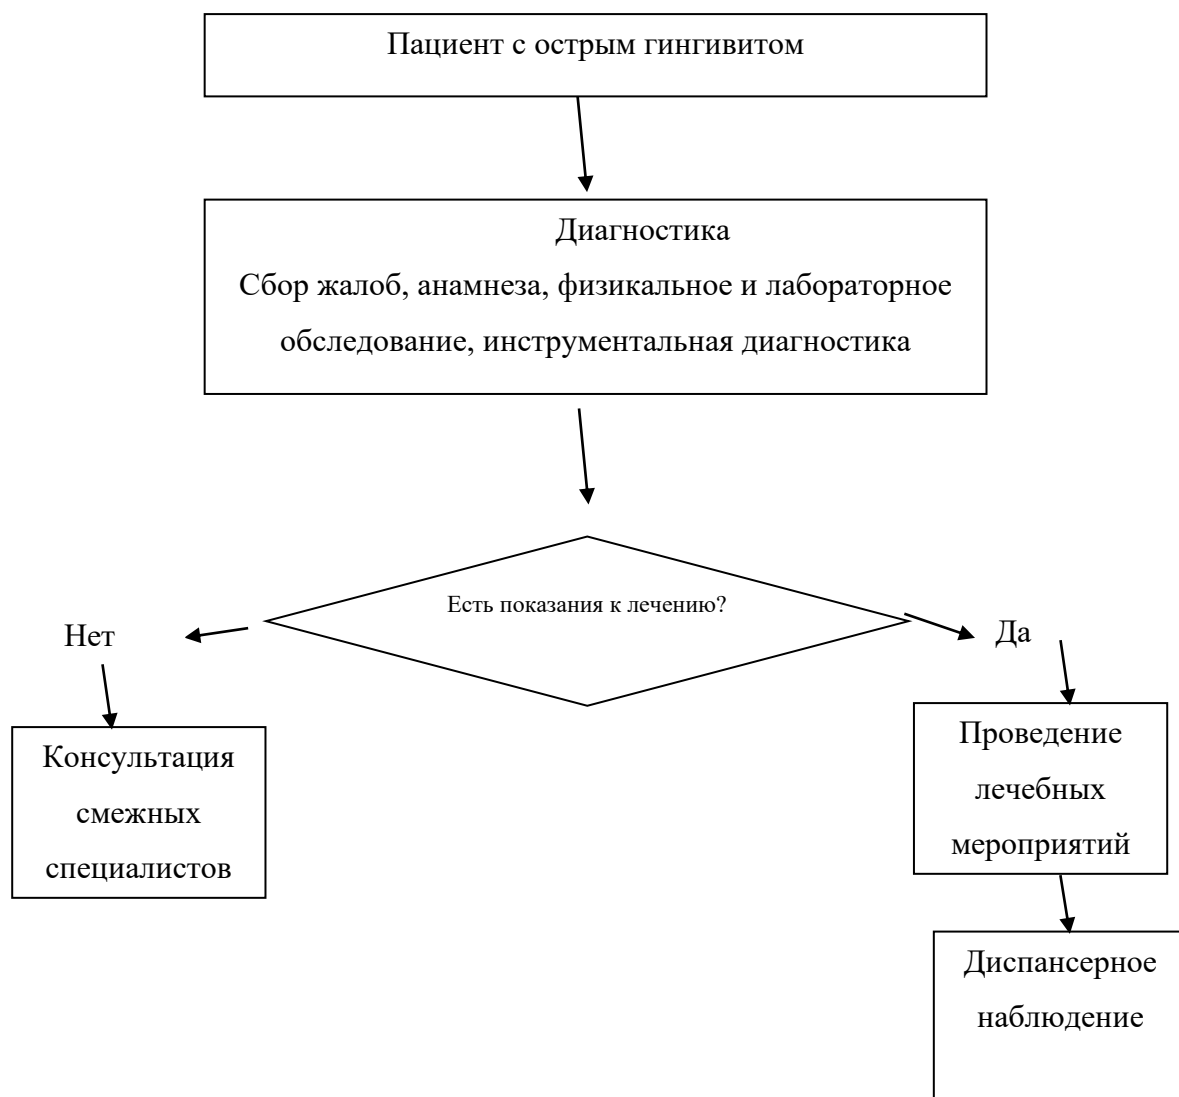 Пациент с острым гингивитом
Диагностика
Сбор жалоб, анамнеза, физикальное и лабораторное
обследование, инструментальная диагностика
Есть показания к лечению?
Нет
Да
Консультация
смежных
специалистов
Проведение
лечебных
мероприятий
Диспансерное
наблюдение